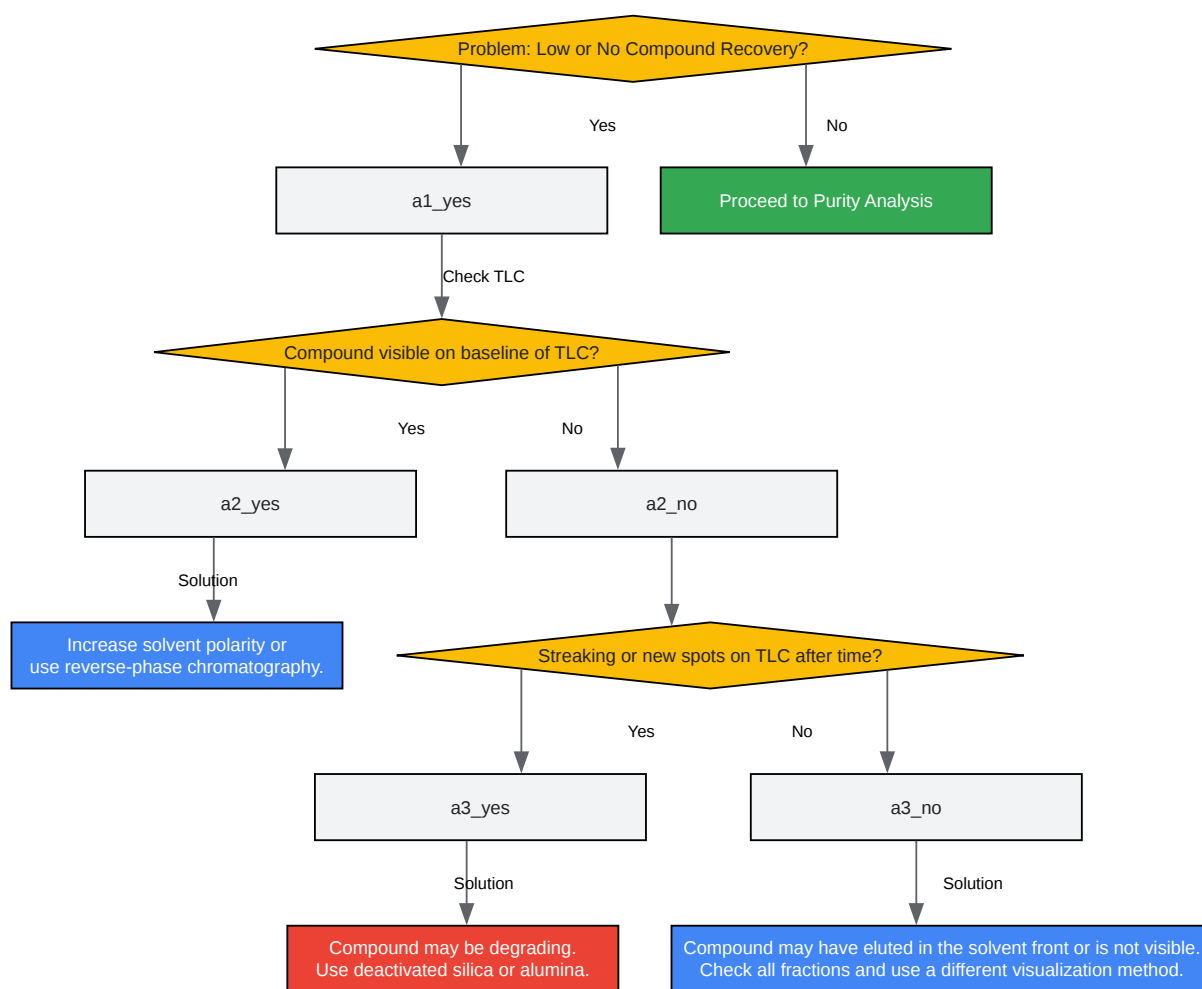 Problem: Low or No Compound Recovery?
Yes
No
a1_yes
Proceed to Purity Analysis
Check TLC
Compound visible on baseline of TLC?
Yes
No
a2_yes
a2_no
Solution
Increase solvent polarity or
use reverse-phase chromatography.
Streaking or new spots on TLC after time?
Yes
No
a3_yes
a3_no
Solution
Solution
Compound may be degrading.
Use deactivated silica or alumina.
Compound may have eluted in the solvent front or is not visible.
Check all fractions and use a different visualization method.